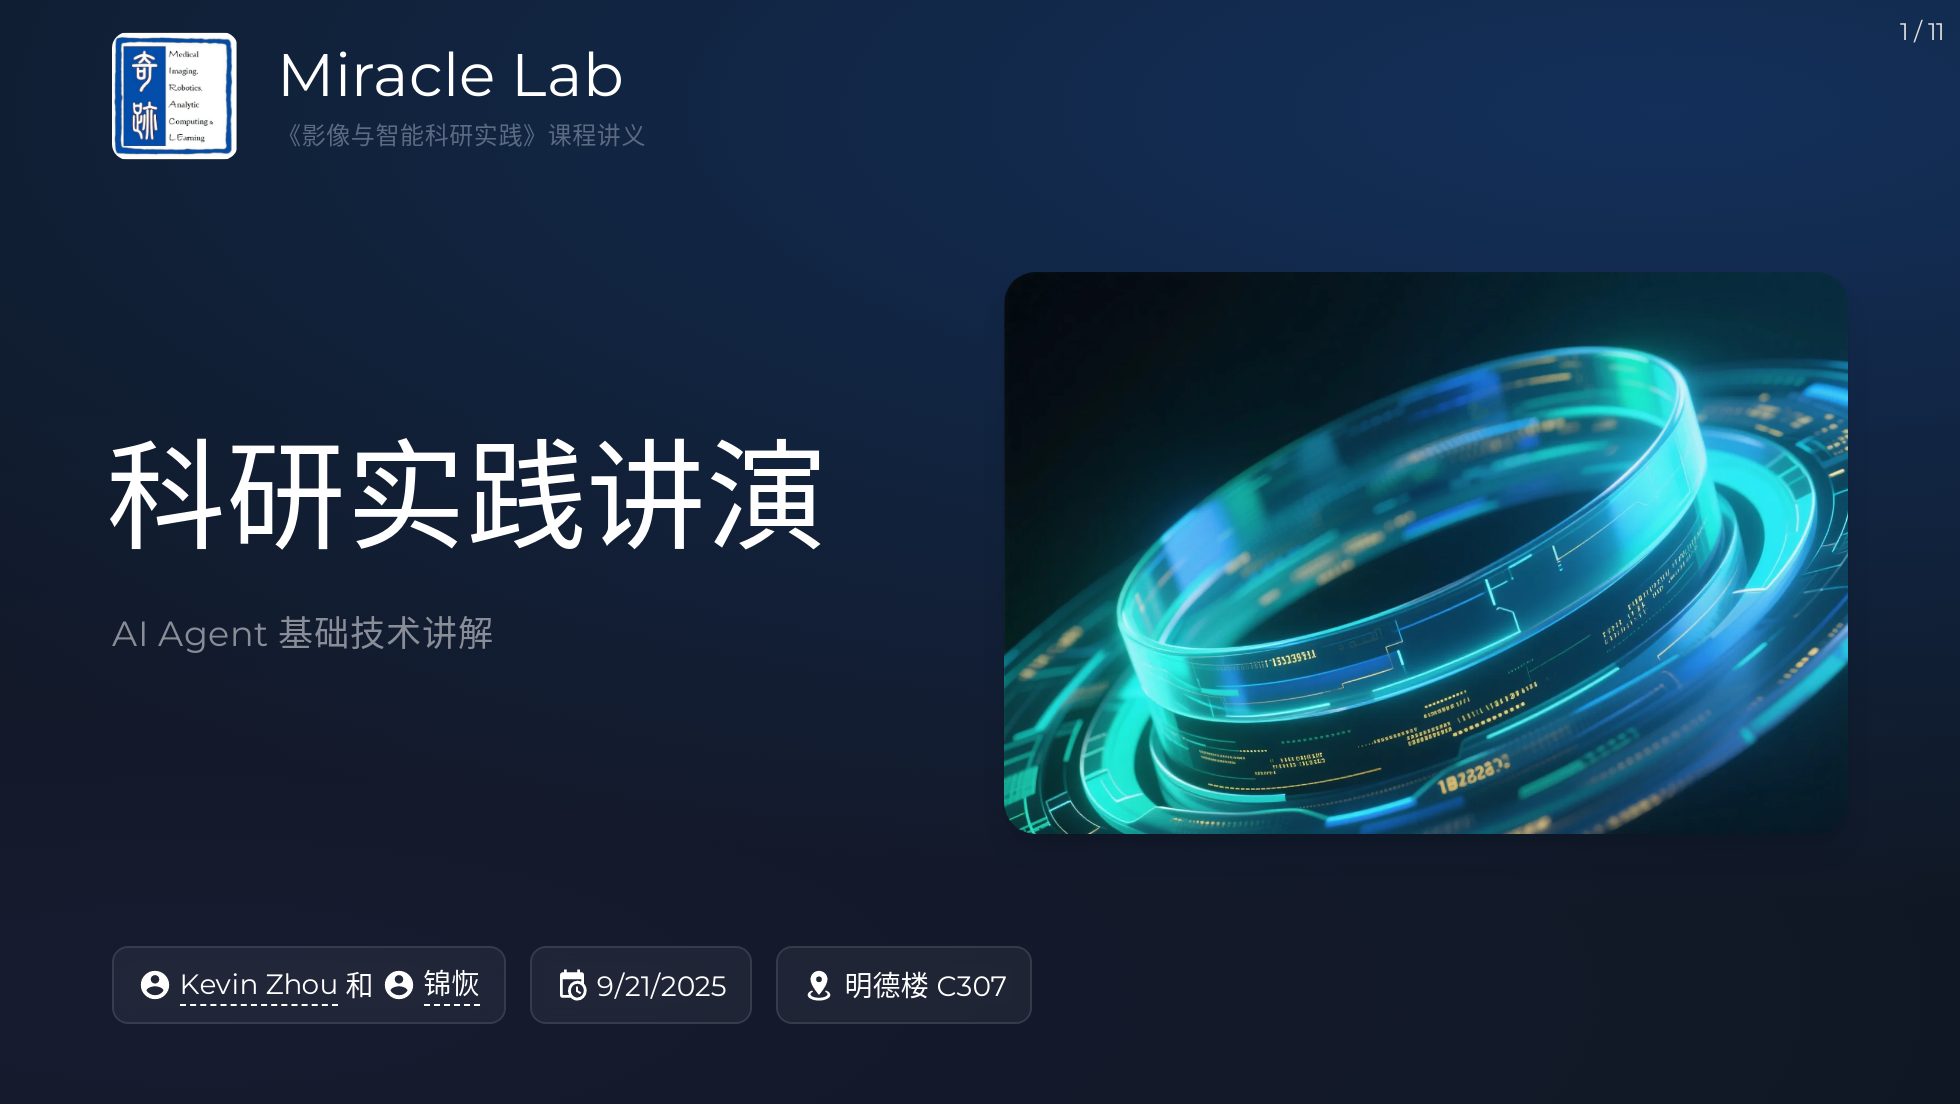 奇跡
Medical
Imaging,
Robotics,
Analytic
Computing &
LEarning
Miracle Lab
《影像与智能科研实践》课程讲义
1 / 11
科研实践讲演
AI Agent 基础技术讲解
Kevin Zhou 和 锦恢
9/21/2025
明德楼 C307